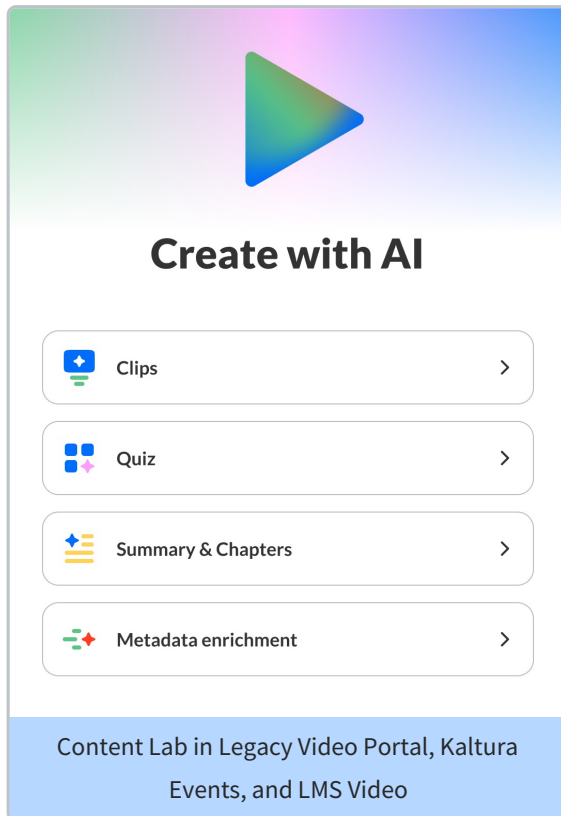 Create with AI
Clips
Quiz
Summary & Chapters
Metadata enrichment
Content Lab in Legacy Video Portal, Kaltura
Events, and LMS Video